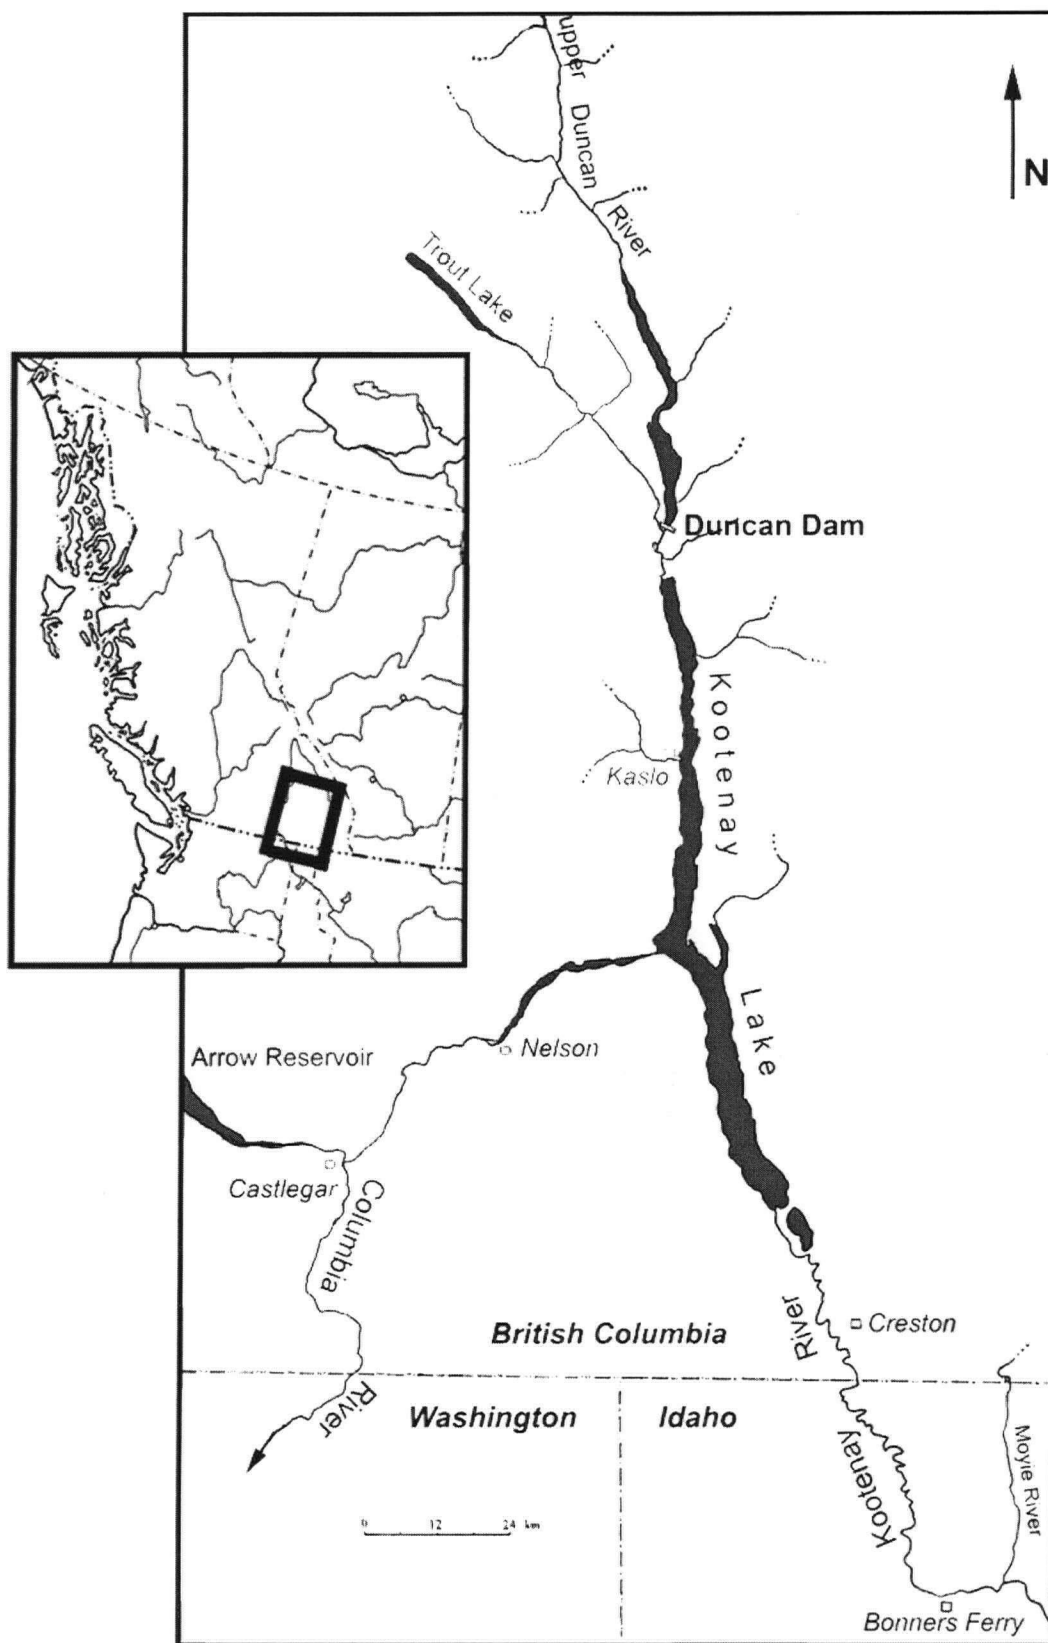 upper Duncan River
N
Trout Lake
Duncan Dam
Kootenay Lake
Kaslo
Nelson
Arrow Reservoir
Castlegar
Columbia River
Creston
British Columbia
Washington
Idaho
Kootenay River
Moyie River
0 12 24 km
Bonners Ferry